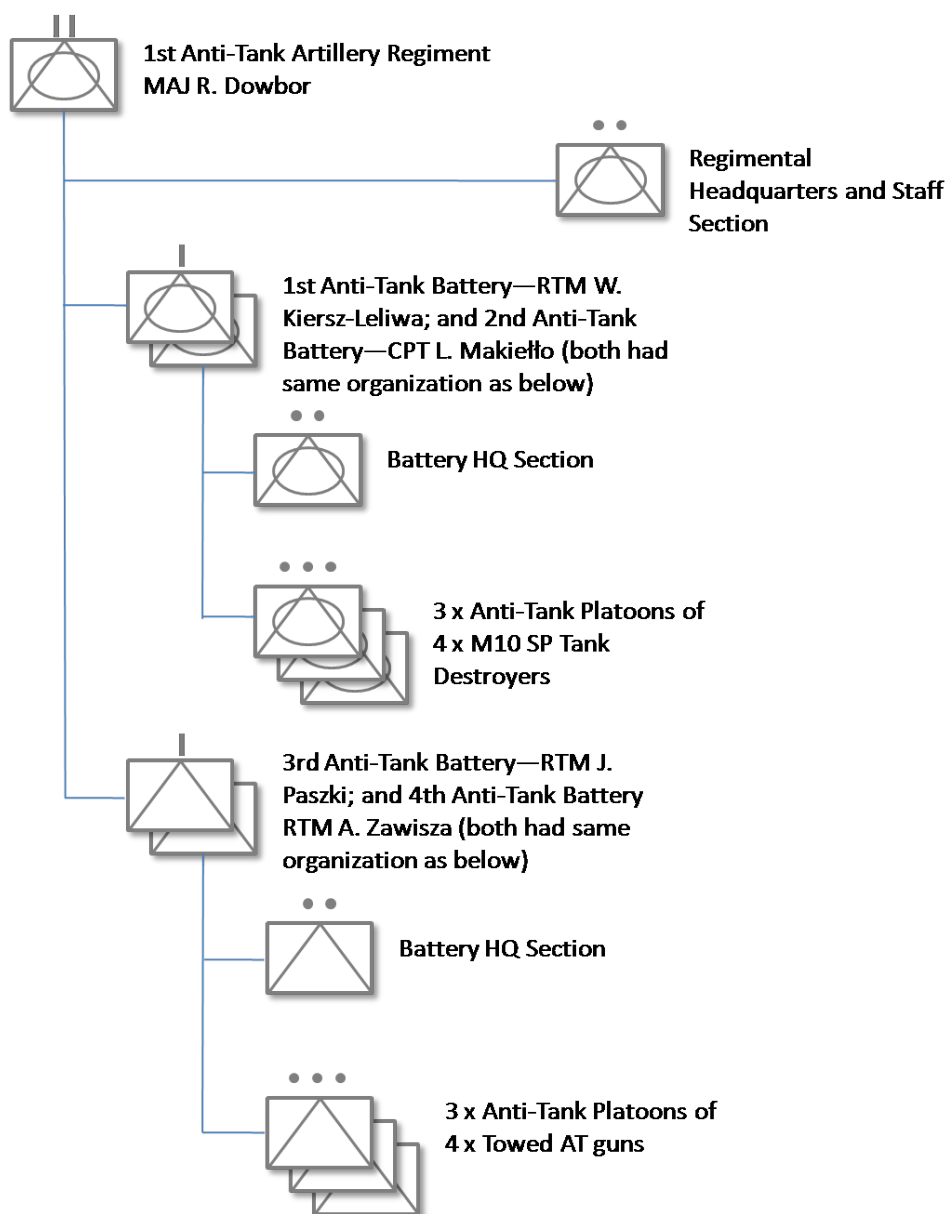 1st Anti-Tank Artillery Regiment
MAJ R. Dowbor
Regimental
Headquarters and Staff
Section
1st Anti-Tank Battery—RTM W.
Kiersz-Leliwa; and 2nd Anti-Tank
Battery—CPT L. Makiełło (both had
same organization as below)
Battery HQ Section
3 x Anti-Tank Platoons of
4 x M10 SP Tank
Destroyers
3rd Anti-Tank Battery—RTM J.
Paszki; and 4th Anti-Tank Battery
RTM A. Zawisza (both had same
organization as below)
Battery HQ Section
3 x Anti-Tank Platoons of
4 x Towed AT guns